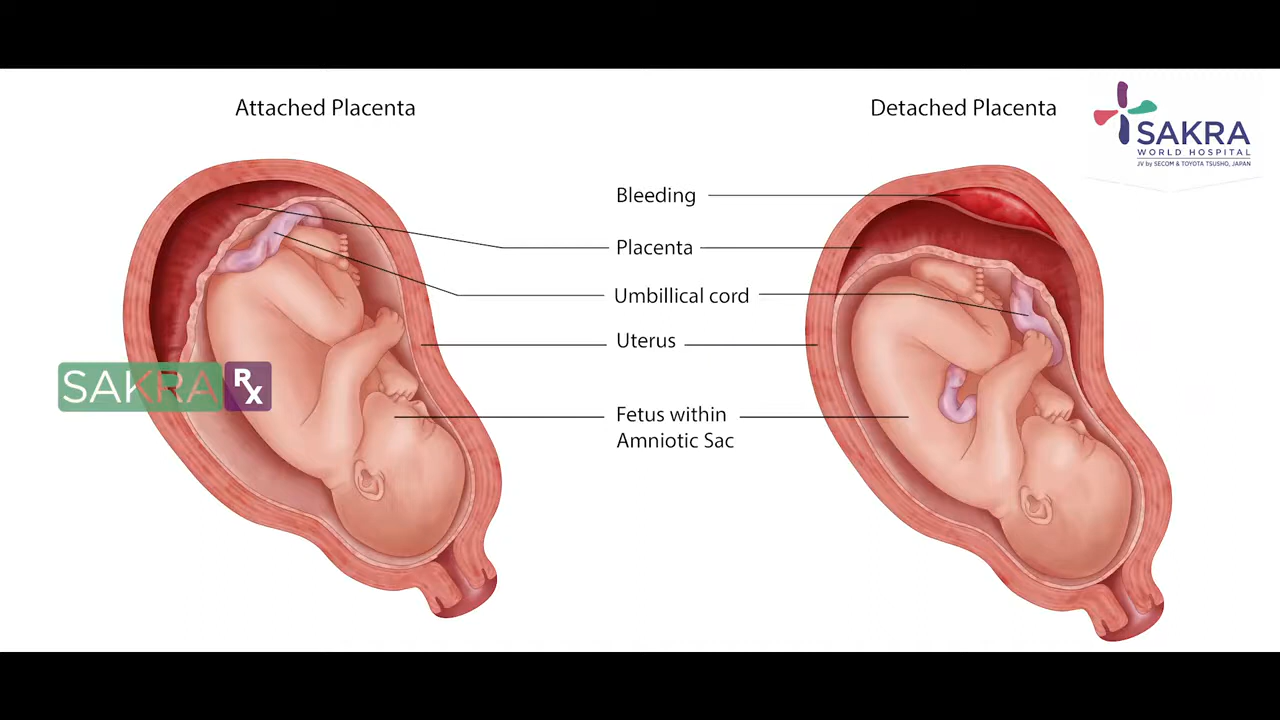 Attached Placenta
Detached Placenta
SAKRA
WORLD HOSPITAL
JV by SECOM & TOYOTA TSUSHO, JAPAN
Bleeding
Placenta
Umbillical cord
Uterus
Fetus within
Amniotic Sac
SAKRA Rx